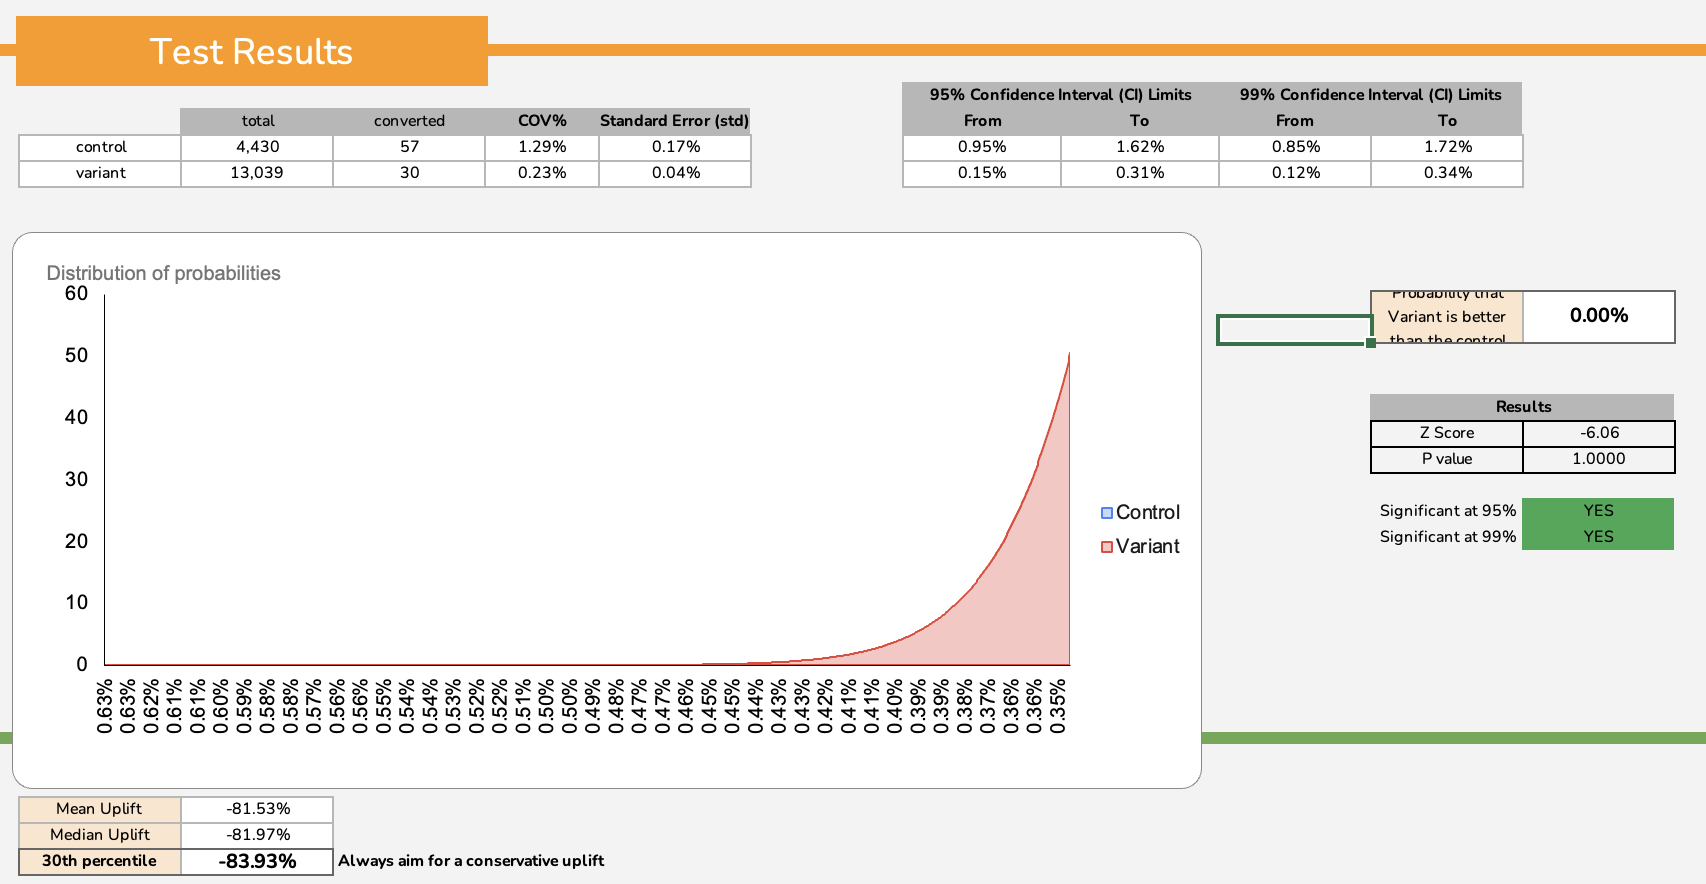 Test Results
95% Confidence Interval (CI) Limits 99% Confidence Interval (CI) Limits
total converted COV% Standard Error (std) From To From To
control 4,430 57 1.29% 0.17% 0.95% 1.62% 0.85% 1.72%
variant 13,039 30 0.23% 0.04% 0.15% 0.31% 0.12% 0.34%
Distribution of probabilities
60
50
40
30
20
10
0
0.63% 0.63% 0.62% 0.61% 0.61% 0.60% 0.59% 0.58% 0.58% 0.57% 0.56% 0.56% 0.55% 0.54% 0.54% 0.53% 0.52% 0.52% 0.51% 0.50% 0.50% 0.49% 0.48% 0.47% 0.47% 0.46% 0.45% 0.45% 0.44% 0.43% 0.43% 0.42% 0.41% 0.41% 0.40% 0.39% 0.39% 0.38% 0.37% 0.36% 0.36% 0.35%
Control
Variant
Probability that
Variant is better
than the control
0.00%
Results
Z Score -6.06
P value 1.0000
Significant at 95% YES
Significant at 99% YES
Mean Uplift -81.53%
Median Uplift -81.97%
30th percentile -83.93% Always aim for a conservative uplift